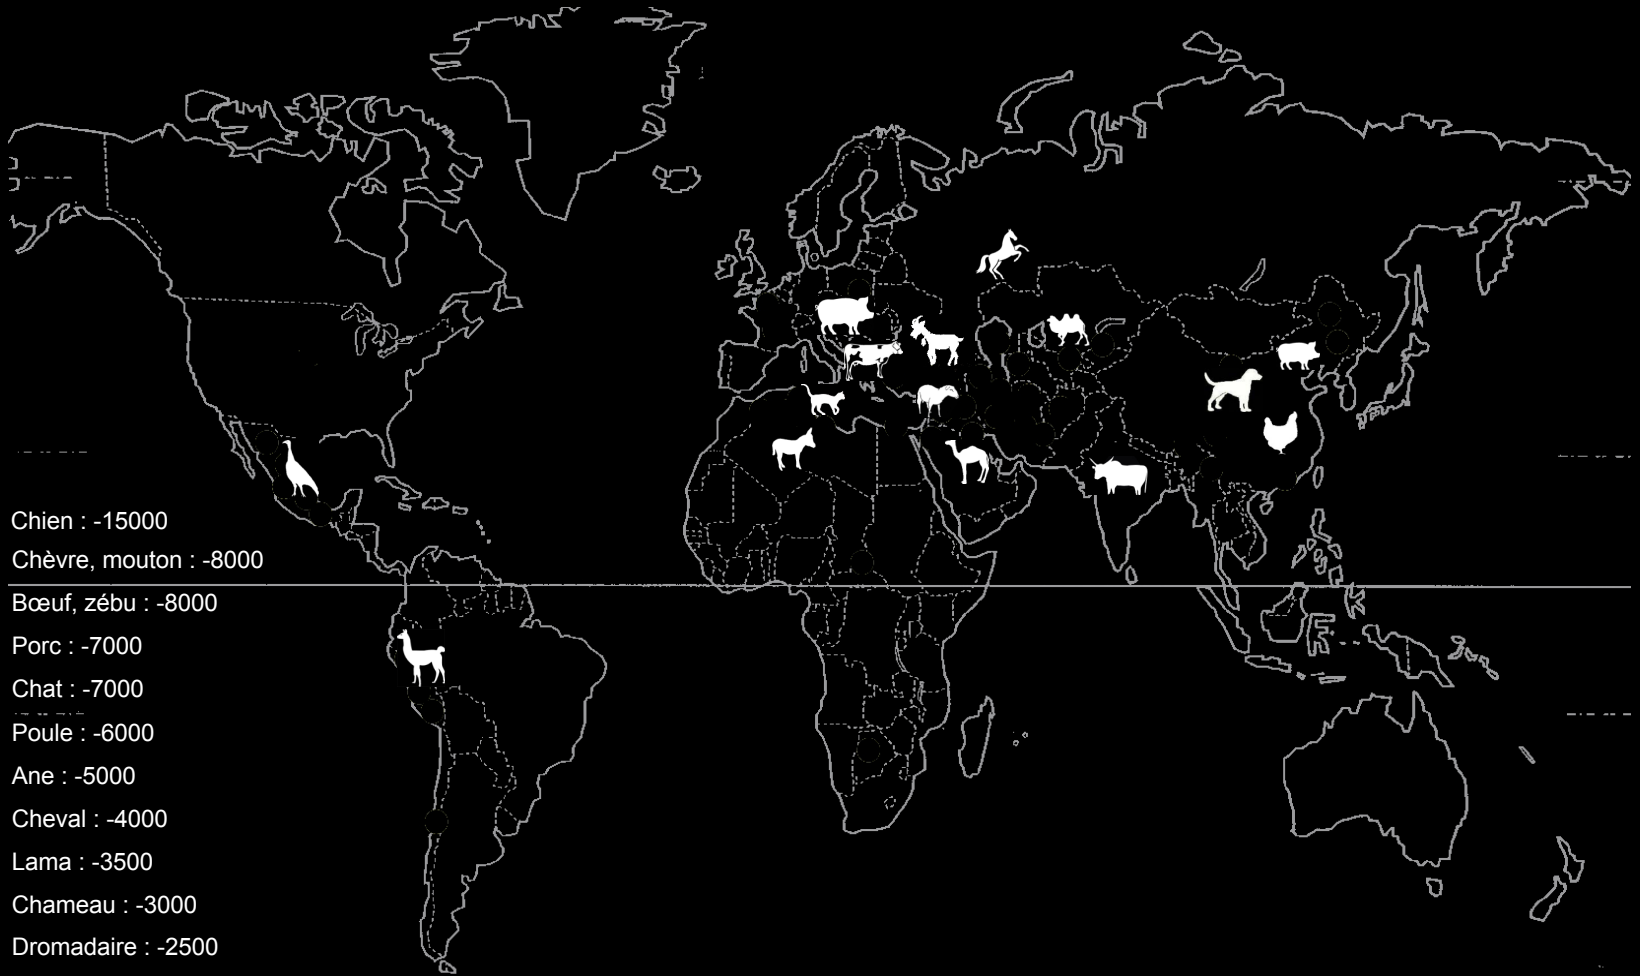 Chien : -15000
Chèvre, mouton : -8000
Bœuf, zébu : -8000
Porc : -7000
Chat : -7000
Poule : -6000
Ane : -5000
Cheval : -4000
Lama : -3500
Chameau : -3000
Dromadaire : -2500